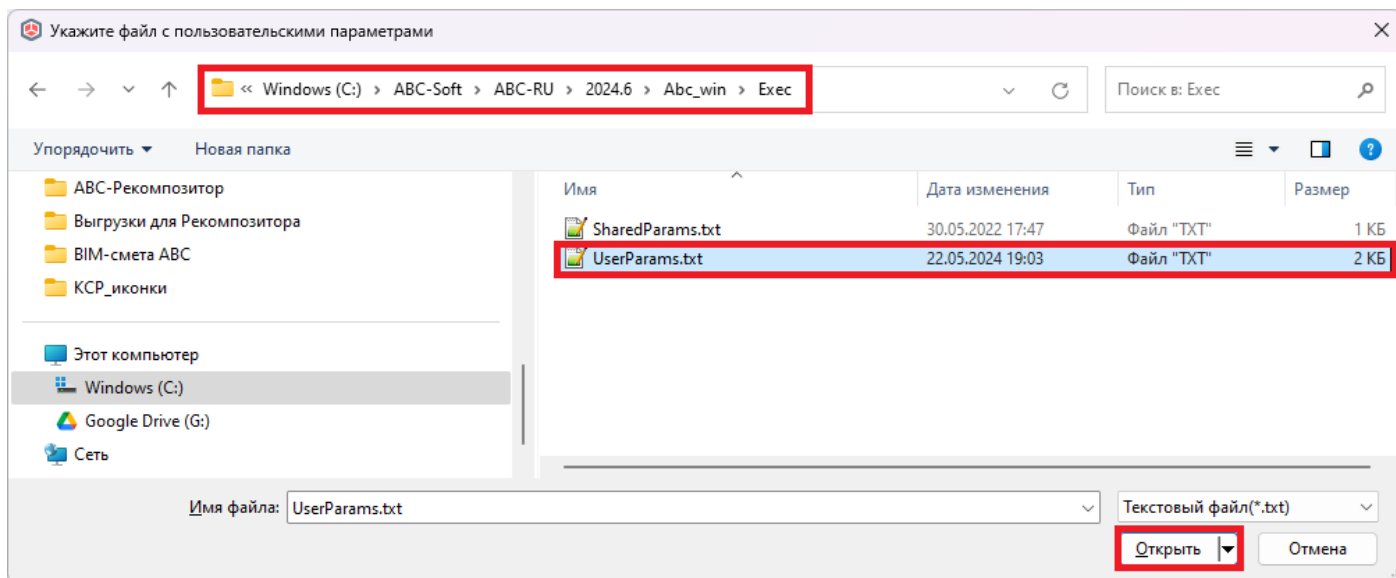 Укажите файл с пользовательскими параметрами
« Windows (C:) › ABC-Soft › ABC-RU › 2024.6 › Abc_win › Exec
Поиск в: Exec
Упорядочить Новая папка
АВС-Рекомпозитор
Выгрузки для Рекомпозитора
BIM-смета АВС
КСР_иконки
Этот компьютер
Windows (C:)
Google Drive (G:)
Сеть
Имя Дата изменения Тип Размер
SharedParams.txt 30.05.2022 17:47 Файл "TXT" 1 КБ
UserParams.txt 22.05.2024 19:03 Файл "TXT" 2 КБ
Имя файла: UserParams.txt Текстовый файл(*.txt)
Открыть Отмена